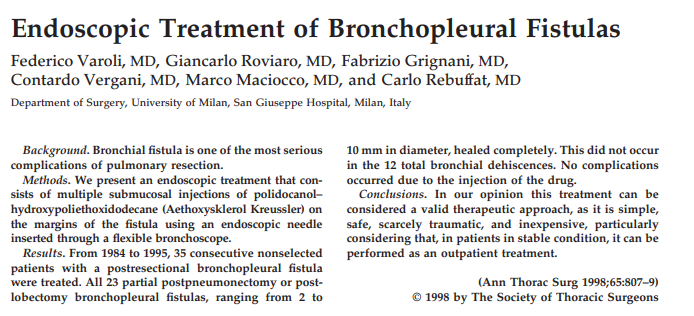 Endoscopic Treatment of Bronchopleural Fistulas
Federico Varoli, MD, Giancarlo Roviaro, MD, Fabrizio Grignani, MD,
Contardo Vergani, MD, Marco Maciocco, MD, and Carlo Rebuffat, MD
Department of Surgery, University of Milan, San Giuseppe Hospital, Milan, Italy
Background. Bronchial fistula is one of the most serious
complications of pulmonary resection.
Methods. We present an endoscopic treatment that con-
sists of multiple submucosal injections of polidocanol–
hydroxypoliethoxidodecane (Aethoxysklerol Kreussler) on
the margins of the fistula using an endoscopic needle
inserted through a flexible bronchoscope.
Results. From 1984 to 1995, 35 consecutive nonselected
patients with a postresectional bronchopleural fistula
were treated. All 23 partial postpneumonectomy or post-
lobectomy bronchopleural fistulas, ranging from 2 to
10 mm in diameter, healed completely. This did not occur
in the 12 total bronchial dehiscences. No complications
occurred due to the injection of the drug.
Conclusions. In our opinion this treatment can be
considered a valid therapeutic approach, as it is simple,
safe, scarcely traumatic, and inexpensive, particularly
considering that, in patients in stable condition, it can be
performed as an outpatient treatment.
(Ann Thorac Surg 1998;65:807–9)
© 1998 by The Society of Thoracic Surgeons